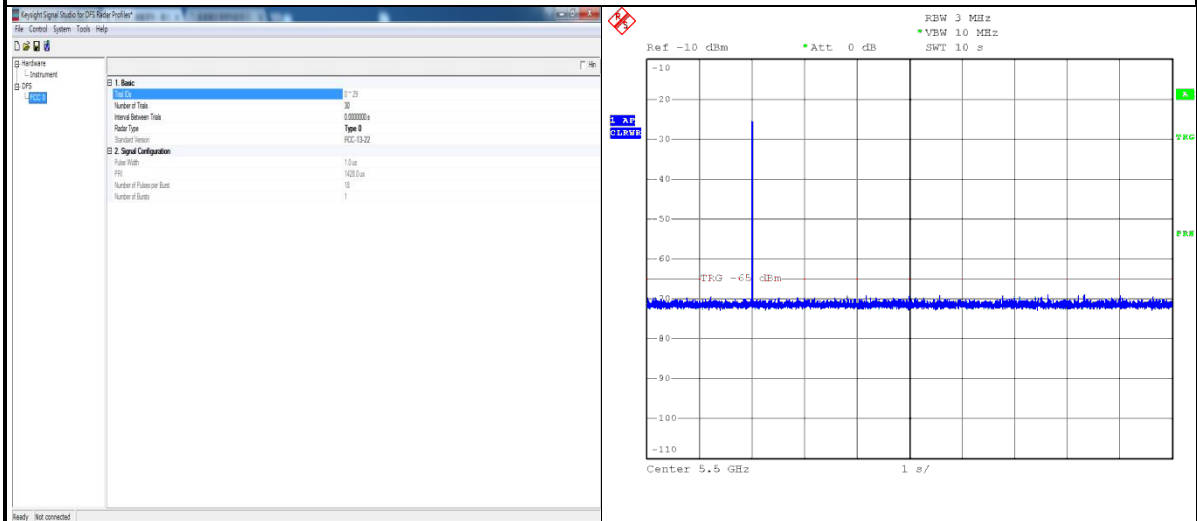 Keysight Signal Studio for DFS Radar Profiles*
File Control System Tools Help
Hardware
Instrument
DFS
FCC 0
1. Basic
Trial IDs 0 ~ 29
Number of Trials 30
Interval Between Trials 0.0000000 s
Radar Type Type 0
Standard Version FCC-13-22
2. Signal Configuration
Pulse Width 1.0 us
PRI 1428.0 us
Number of Pulses per Burst 18
Number of Bursts 1
Ready Not connected
R S
RBW 3 MHz
*VBW 10 MHz
Ref -10 dBm *Att 0 dB SWT 10 s
-10
-20
A
1 AP
CLRWR
-30
TRG
-40
-50
PRN
-60
TRG -65 dBm
-70
-80
-90
-100
-110
Center 5.5 GHz 1 s/